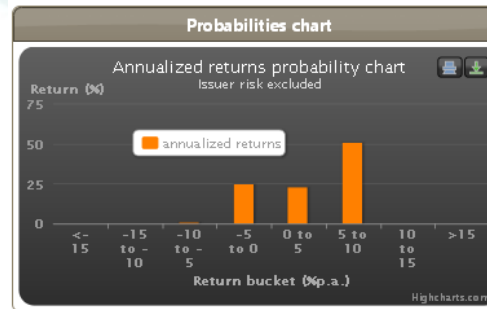 Probabilities chart
Annualized returns probability chart
Issuer risk excluded
Return (%)
75
50
25
0
annualized returns
<-
15
-15
to -
10
-10
to -
5
-5
to 0
0 to
5
5 to
10
10
to
15
>15
Return bucket (%p.a.)
Highcharts.com